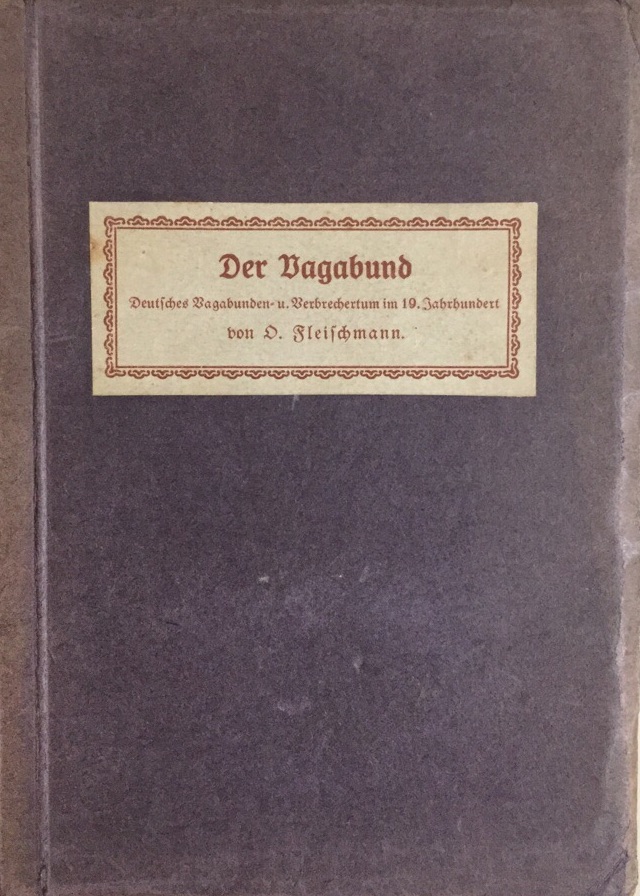 Der Vagabund
Deutſches Vagabunden- u. Verbrechertum im 19. Jahrhundert
von O. Fleiſchmann.